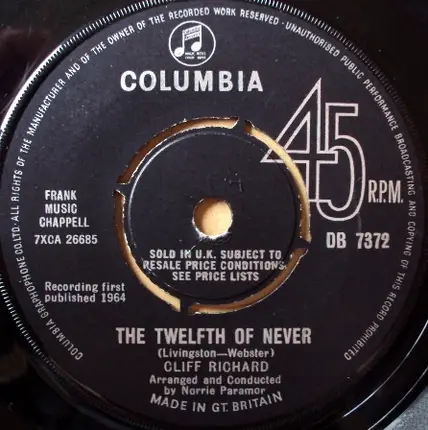 COLUMBIA GRAPHOPHONE CO. LTD. ALL RIGHTS OF THE MANUFACTURER AND OF THE OWNER OF THE RECORDED WORK RESERVED · UNAUTHORISED PUBLIC PERFORMANCE BROADCASTING AND COPYING OF THIS RECORD PROHIBITED
COLUMBIA
45
R.P.M.
FRANK
MUSIC
CHAPPELL
7XCA 26685
DB 7372
SOLD IN U.K. SUBJECT TO
RESALE PRICE CONDITIONS,
SEE PRICE LISTS
Recording first
published 1964
THE TWELFTH OF NEVER
(Livingston—Webster)
CLIFF RICHARD
Arranged and Conducted
by Norrie Paramor
MADE IN GT. BRITAIN